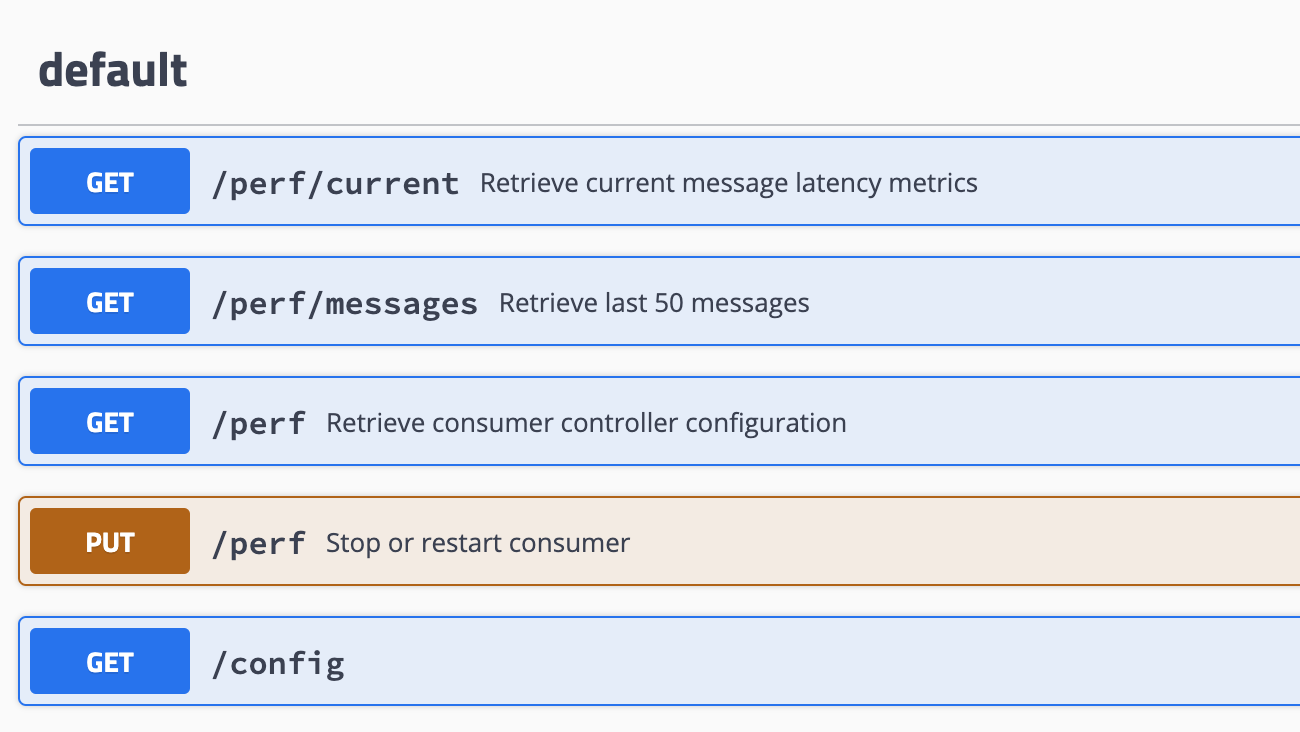 default
GET /perf/current Retrieve current message latency metrics
GET /perf/messages Retrieve last 50 messages
GET /perf Retrieve consumer controller configuration
PUT /perf Stop or restart consumer
GET /config